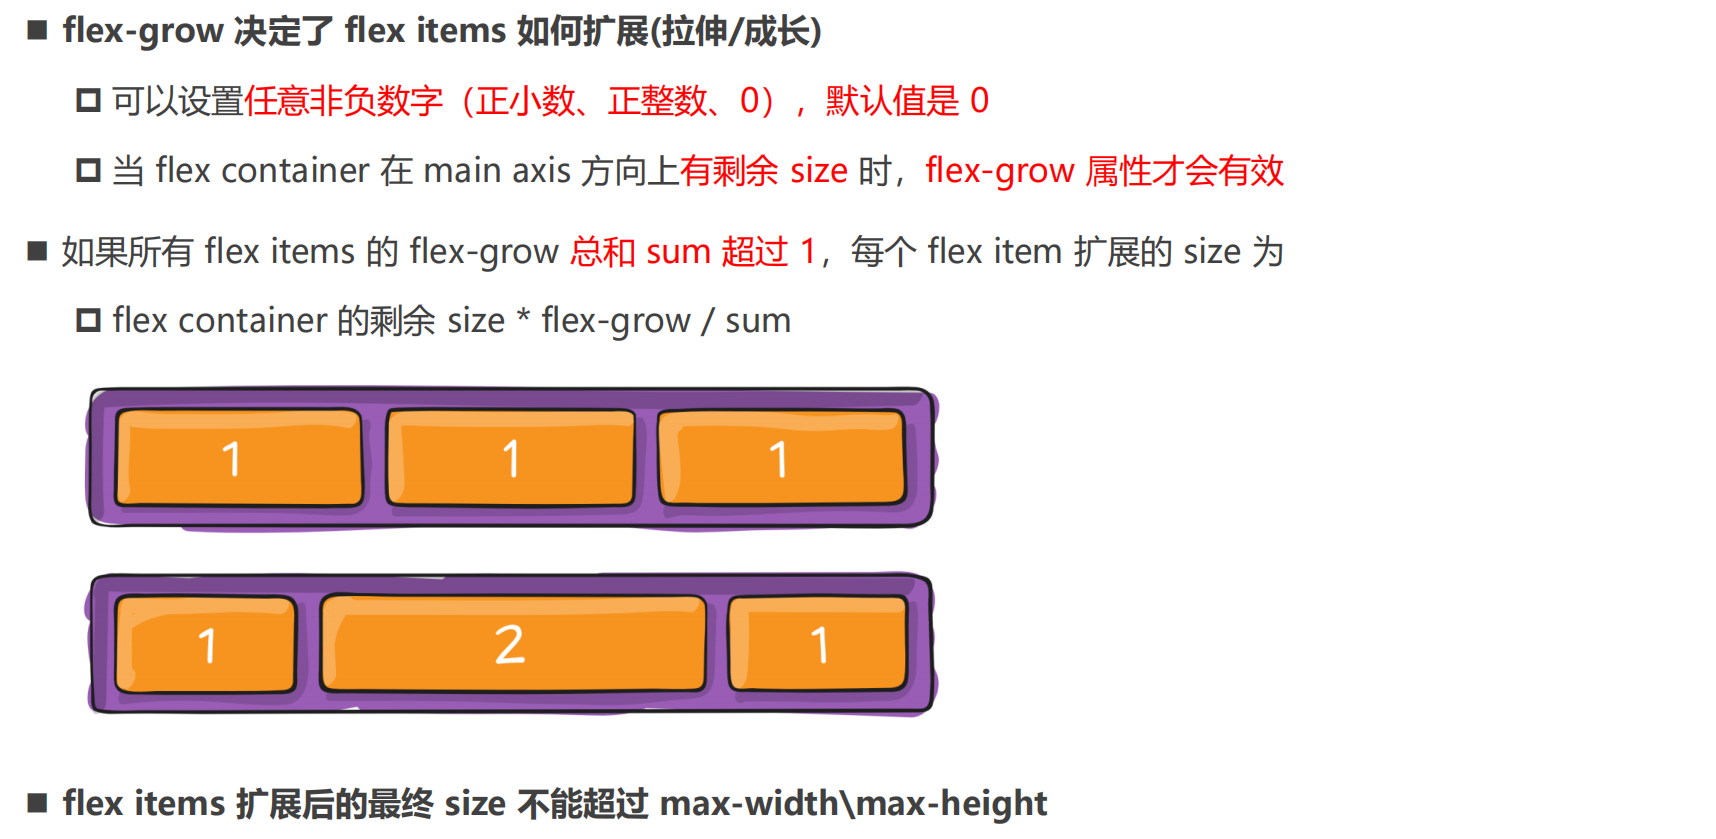 flex-grow 决定了 flex items 如何扩展(拉伸/成长)
可以设置任意非负数字（正小数、正整数、0），默认值是 0
当 flex container 在 main axis 方向上有剩余 size 时，flex-grow 属性才会有效
如果所有 flex items 的 flex-grow 总和 sum 超过 1，每个 flex item 扩展的 size 为
flex container 的剩余 size * flex-grow / sum
1 1 1
1 2 1
flex items 扩展后的最终 size 不能超过 max-width\max-height